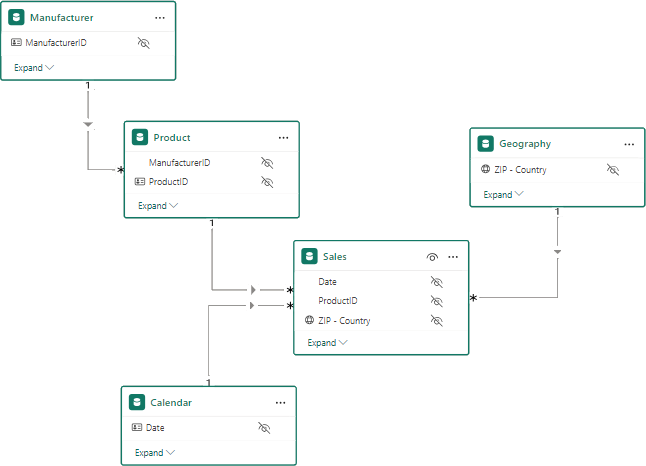 Manufacturer
ManufacturerID
Expand
1
*
Product
ManufacturerID
ProductID
Expand
1
Geography
ZIP - Country
Expand
1
Sales
Date
ProductID
ZIP - Country
Expand
*
*
*
1
Calendar
Date
Expand